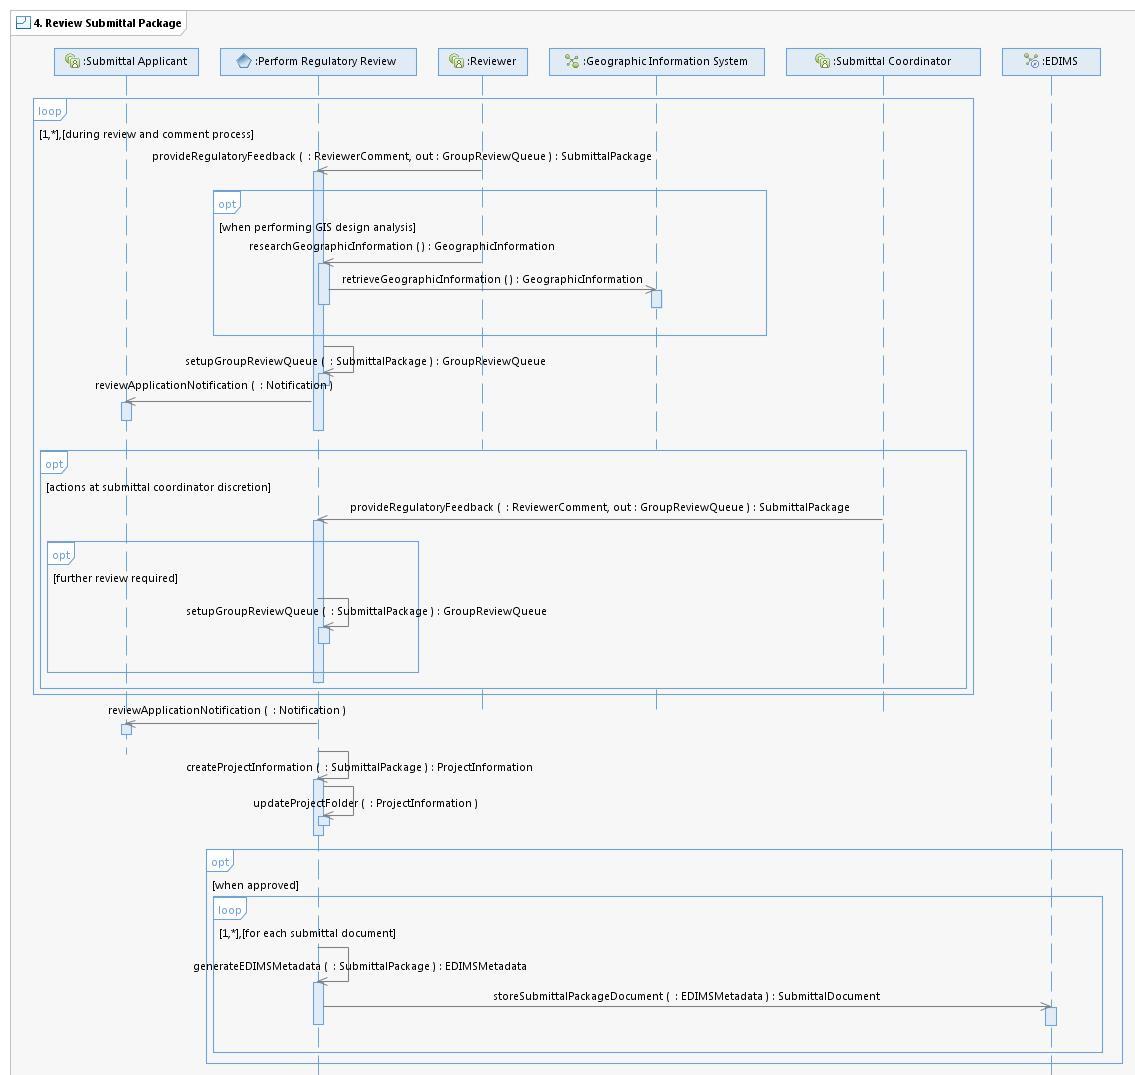 4. Review Submittal Package
:Submittal Applicant
:Perform Regulatory Review
:Reviewer
:Geographic Information System
:Submittal Coordinator
:EDIMS
loop
[1,*],[during review and comment process]
provideRegulatoryFeedback ( : ReviewerComment, out : GroupReviewQueue ) : SubmittalPackage
opt
[when performing GIS design analysis]
researchGeographicInformation ( ) : GeographicInformation
retrieveGeographicInformation ( ) : GeographicInformation
setupGroupReviewQueue ( : SubmittalPackage ) : GroupReviewQueue
reviewApplicationNotification ( : Notification )
opt
[actions at submittal coordinator discretion]
provideRegulatoryFeedback ( : ReviewerComment, out : GroupReviewQueue ) : SubmittalPackage
opt
[further review required]
setupGroupReviewQueue ( : SubmittalPackage ) : GroupReviewQueue
reviewApplicationNotification ( : Notification )
createProjectInformation ( : SubmittalPackage ) : ProjectInformation
updateProjectFolder ( : ProjectInformation )
opt
[when approved]
loop
[1,*],[for each submittal document]
generateEDIMSMetadata ( : SubmittalPackage ) : EDIMSMetadata
storeSubmittalPackageDocument ( : EDIMSMetadata ) : SubmittalDocument